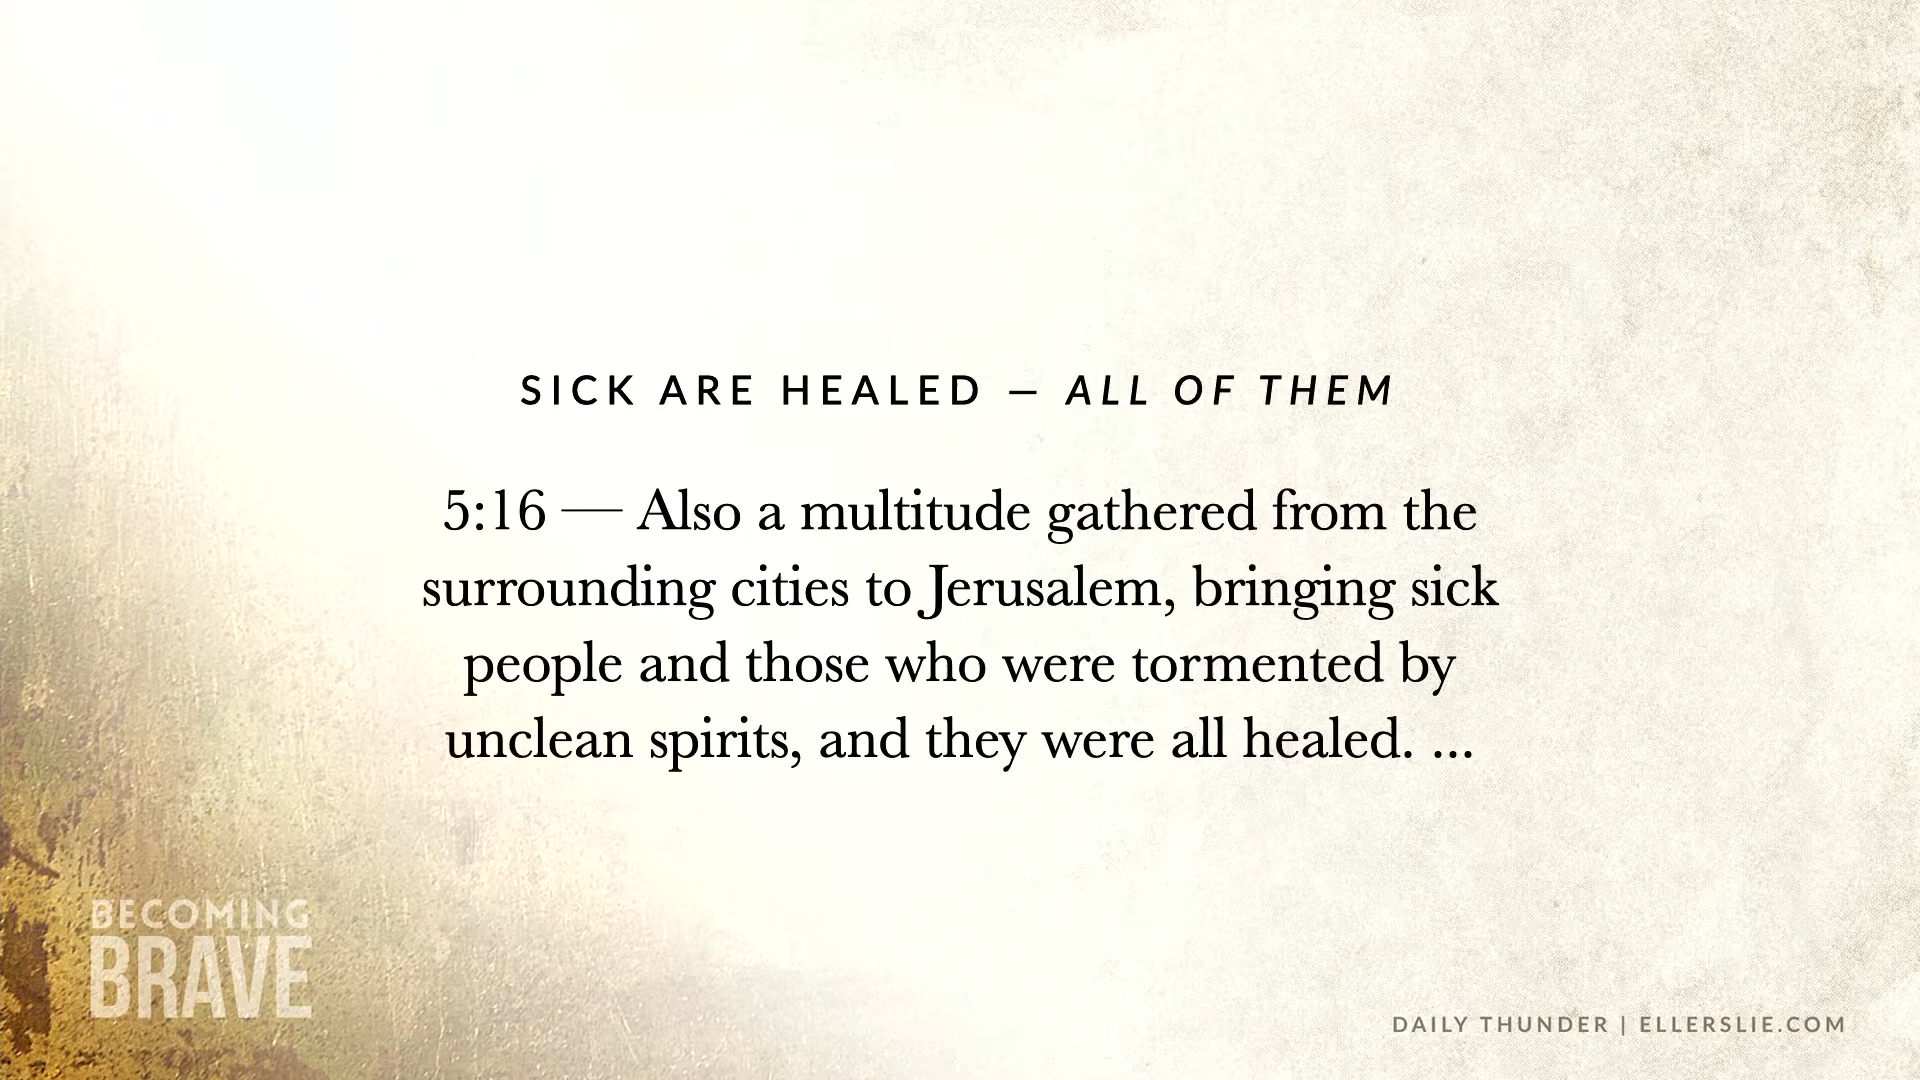 SICK ARE HEALED – ALL OF THEM
5:16 — Also a multitude gathered from the
surrounding cities to Jerusalem, bringing sick
people and those who were tormented by
unclean spirits, and they were all healed. ...
BECOMING
BRAVE
DAILY THUNDER | ELLERSLIE.COM